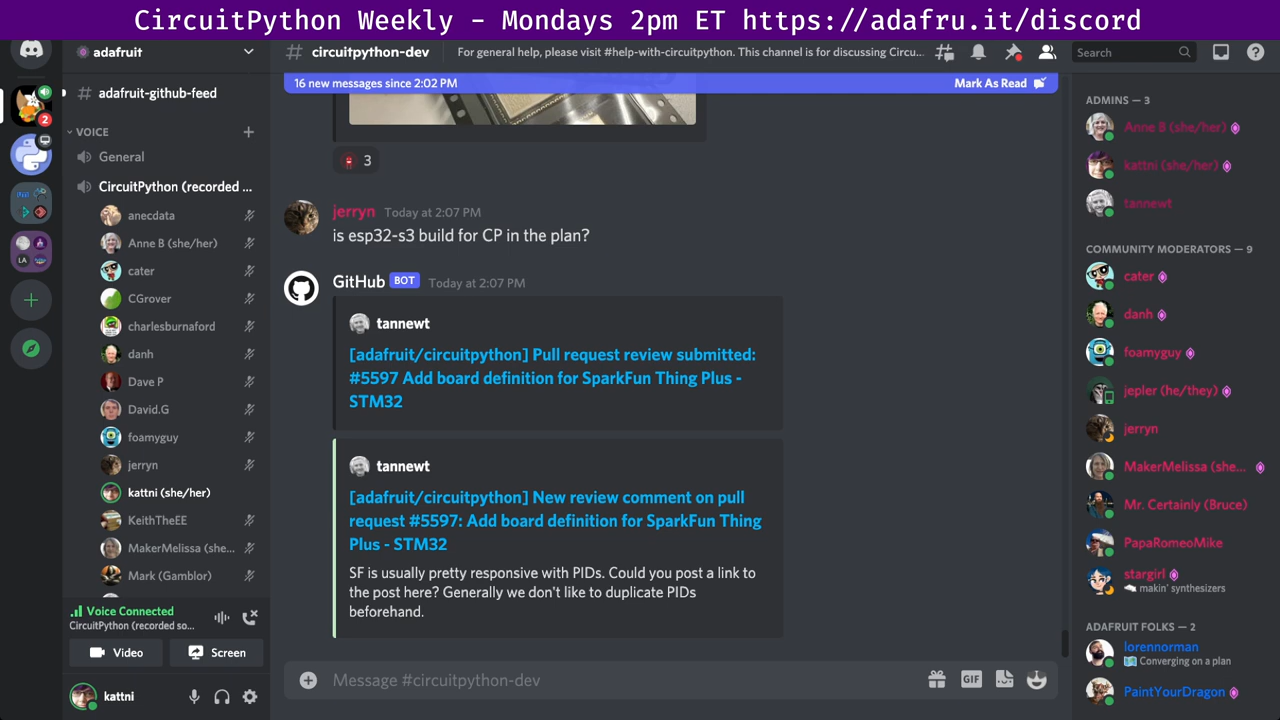 CircuitPython Weekly – Mondays 2pm ET https://adafru.it/discord
adafruit
# adafruit-github-feed
VOICE
General
CircuitPython (recorded ...
anecdata
Anne B (she/her)
cater
CGrover
charlesburnaford
danh
Dave P
David.G
foamyguy
jerryn
kattni (she/her)
KeithTheEE
MakerMelissa (she...
Mark (Gamblor)
Voice Connected
CircuitPython (recorded so...
Video
Screen
kattni
2
LA
# circuitpython-dev
For general help, please visit #help-with-circuitpython. This channel is for discussing Circu...
Search
16 new messages since 2:02 PM
Mark As Read
3
jerryn Today at 2:07 PM
is esp32-s3 build for CP in the plan?
GitHub BOT Today at 2:07 PM
tannewt
[adafruit/circuitpython] Pull request review submitted:
#5597 Add board definition for SparkFun Thing Plus -
STM32
tannewt
[adafruit/circuitpython] New review comment on pull
request #5597: Add board definition for SparkFun Thing
Plus - STM32
SF is usually pretty responsive with PIDs. Could you post a link to
the post here? Generally we don't like to duplicate PIDs
beforehand.
Message #circuitpython-dev
GIF
ADMINS — 3
Anne B (she/her)
kattni (she/her)
tannewt
COMMUNITY MODERATORS — 9
cater
danh
foamyguy
jepler (he/they)
jerryn
MakerMelissa (she...
Mr. Certainly (Bruce)
PapaRomeoMike
stargirl
makin' synthesizers
ADAFRUIT FOLKS — 2
lorennorman
Converging on a plan
PaintYourDragon